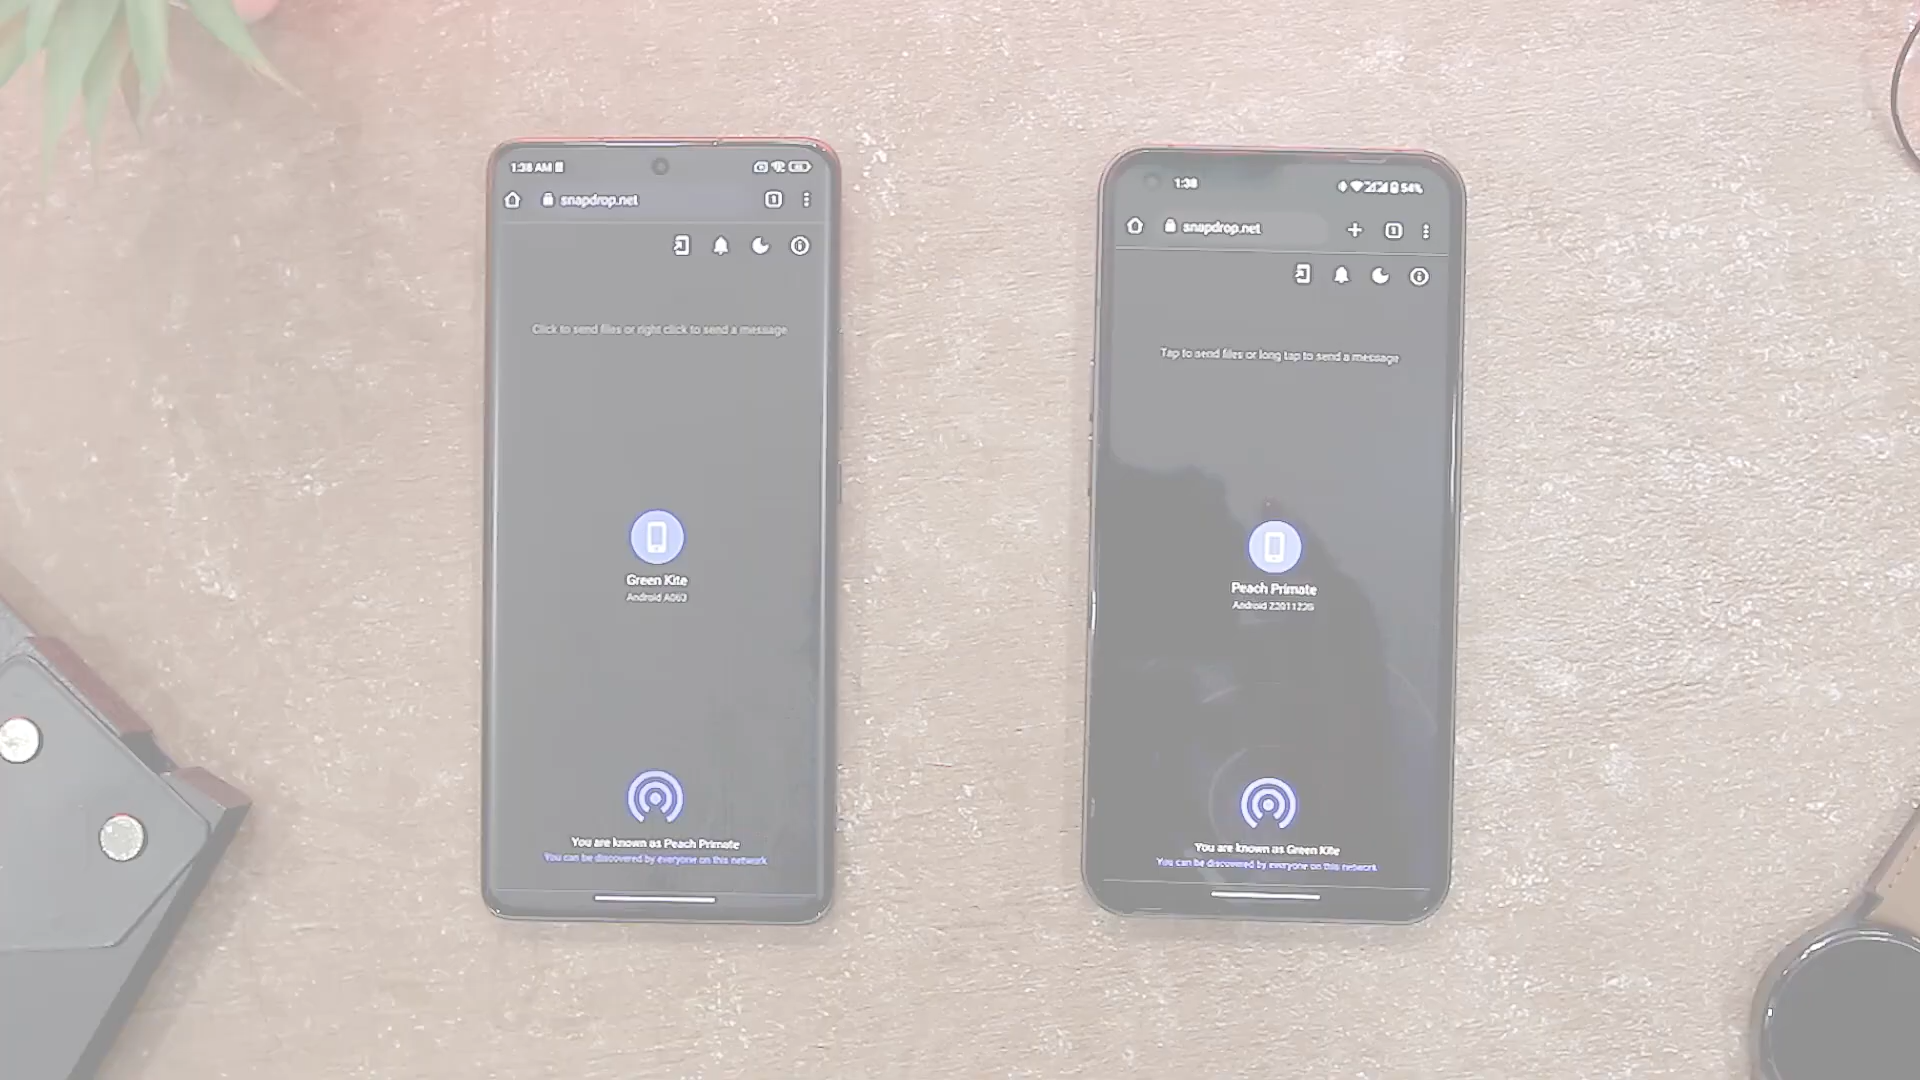 1:38 AM
snapdrop.net
Click to send files or right click to send a message
Green Kite
Android A063
You are known as Peach Primate
You can be discovered by everyone on this network
1:38
54%
snapdrop.net
Tap to send files or long tap to send a message
Peach Primate
Android
You are known as Green Kite
You can be discovered by everyone on this network